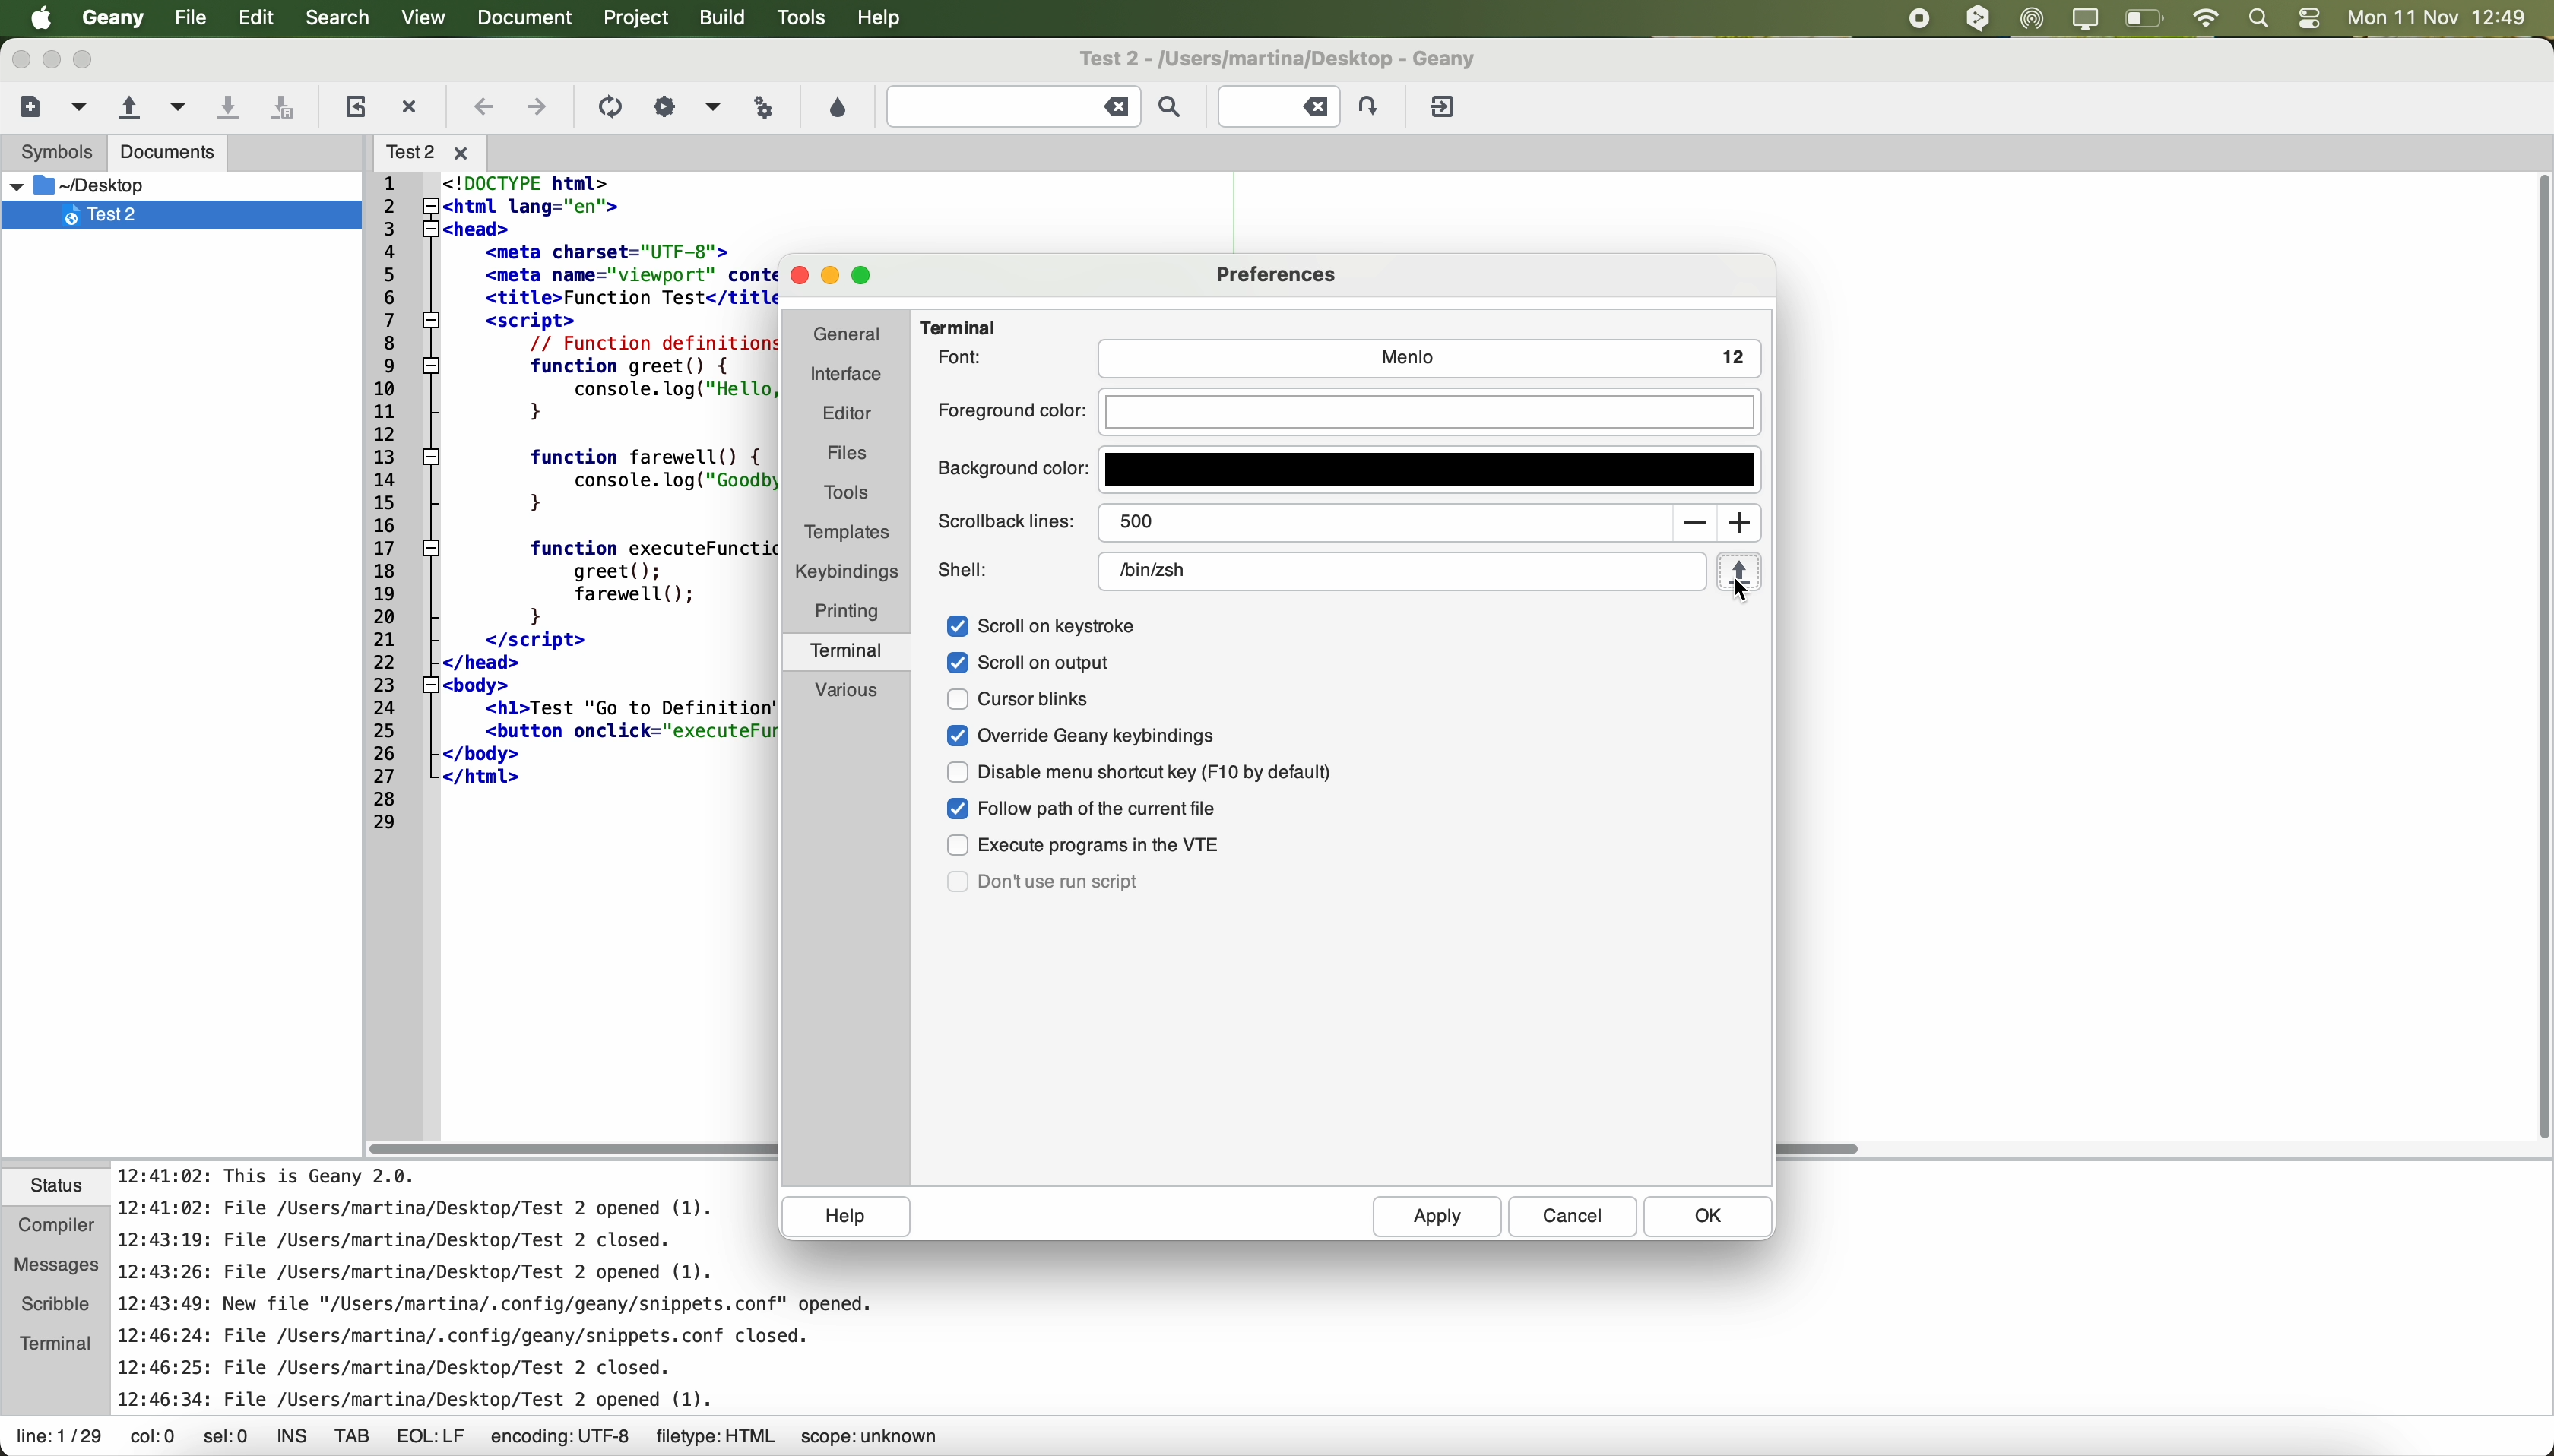 Geany File Edit Search View Document Project Build Tools Help Mon 11 Nov 12:49
Test 2 - /Users/martina/Desktop - Geany
Symbols Documents
~/Desktop
Test 2
Test 2
1 <!DOCTYPE html>
2 <html lang="en">
3 <head>
4 <meta charset="UTF-8">
5 <meta name="viewport" conte
6 <title>Function Test</title
7 <script>
8 // Function definitions
9 function greet() {
10 console.log("Hello,
11 }
12
13 function farewell() {
14 console.log("Goodby
15 }
16
17 function executeFunctio
18 greet();
19 farewell();
20 }
21 </script>
22 </head>
23 <body>
24 <h1>Test "Go to Definition"
25 <button onclick="executeFun
26 </body>
27 </html>
28
29
Preferences
General
Interface
Editor
Files
Tools
Templates
Keybindings
Printing
Terminal
Various
Terminal
Font: Menlo 12
Foreground color:
Background color:
Scrollback lines: 500
Shell: /bin/zsh
Scroll on keystroke
Scroll on output
Cursor blinks
Override Geany keybindings
Disable menu shortcut key (F10 by default)
Follow path of the current file
Execute programs in the VTE
Don't use run script
Help Apply Cancel OK
Status
Compiler
Messages
Scribble
Terminal
12:41:02: This is Geany 2.0.
12:41:02: File /Users/martina/Desktop/Test 2 opened (1).
12:43:19: File /Users/martina/Desktop/Test 2 closed.
12:43:26: File /Users/martina/Desktop/Test 2 opened (1).
12:43:49: New file "/Users/martina/.config/geany/snippets.conf" opened.
12:46:24: File /Users/martina/.config/geany/snippets.conf closed.
12:46:25: File /Users/martina/Desktop/Test 2 closed.
12:46:34: File /Users/martina/Desktop/Test 2 opened (1).
line: 1 / 29 col: 0 sel: 0 INS TAB EOL: LF encoding: UTF-8 filetype: HTML scope: unknown